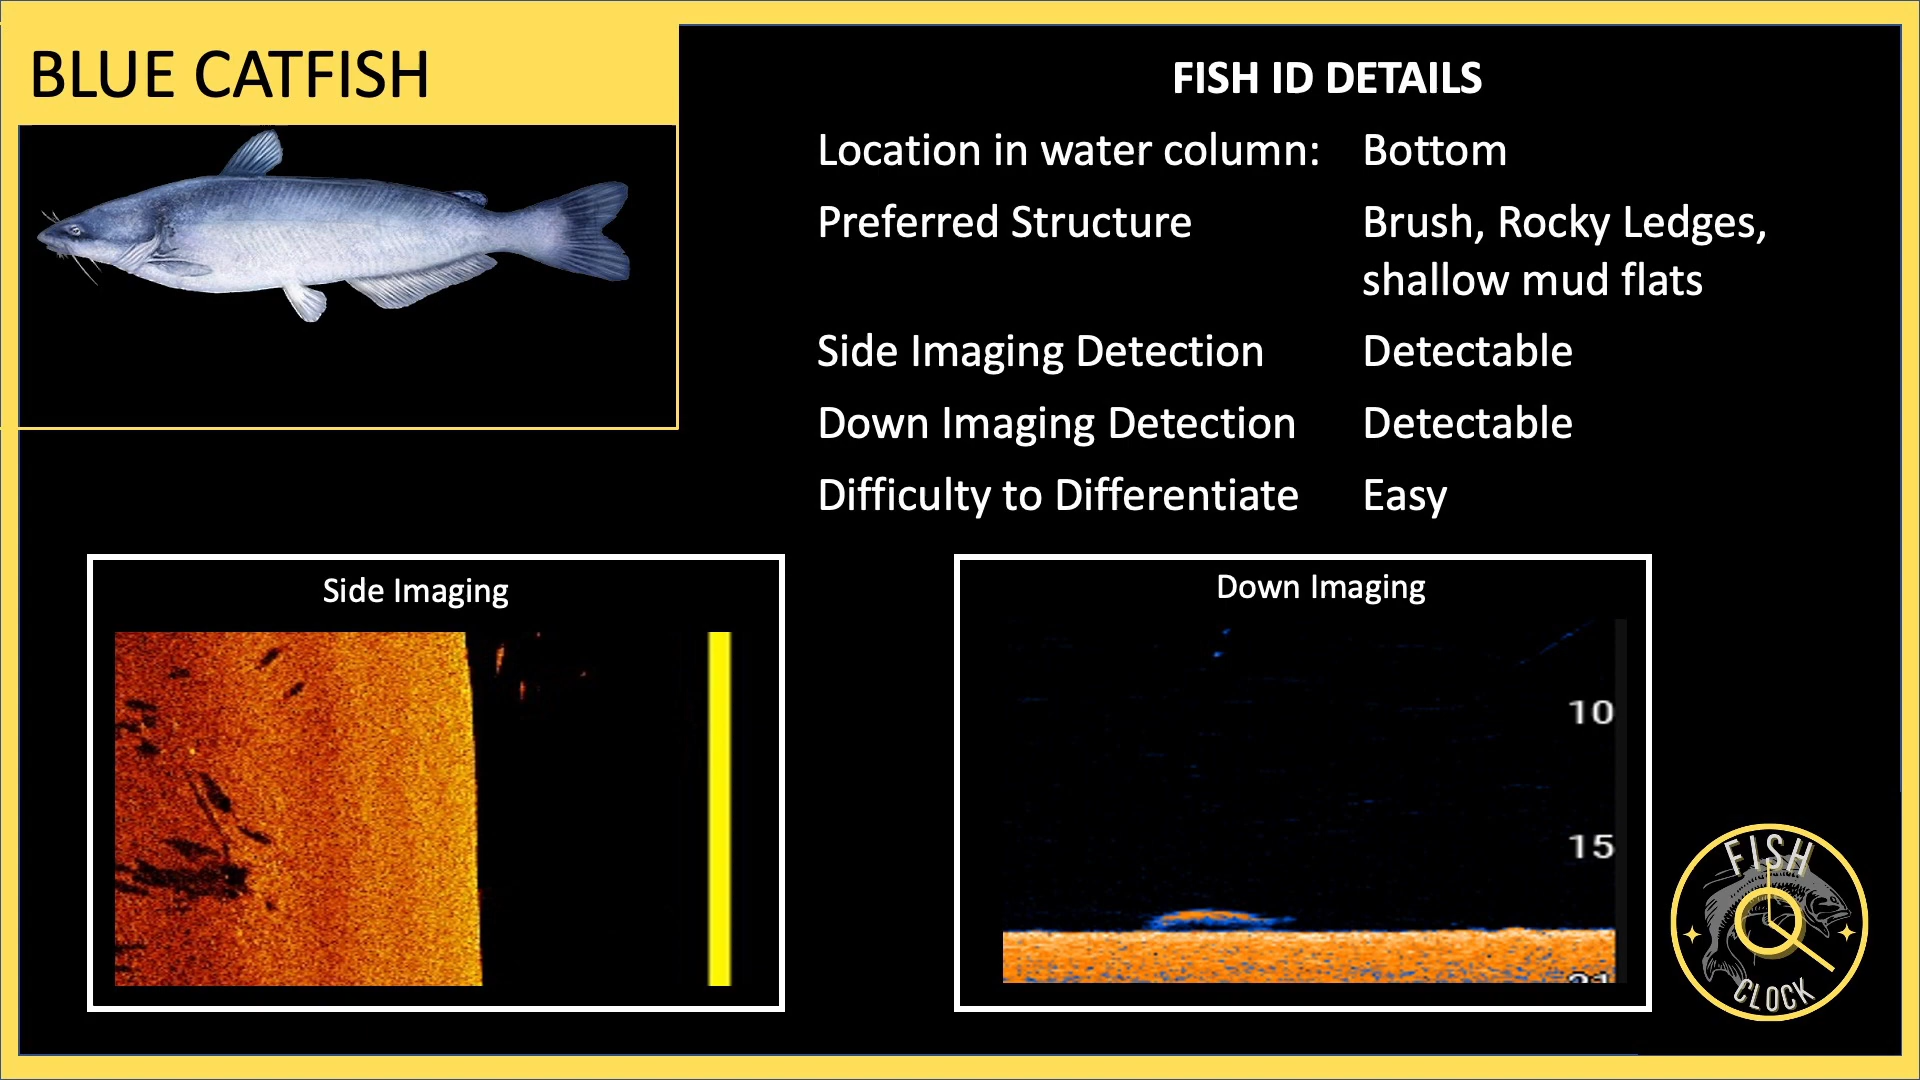 BLUE CATFISH
FISH ID DETAILS
Location in water column: Bottom
Preferred Structure Brush, Rocky Ledges,
shallow mud flats
Side Imaging Detection Detectable
Down Imaging Detection Detectable
Difficulty to Differentiate Easy
Side Imaging
Down Imaging
10
15
FISH
CLOCK